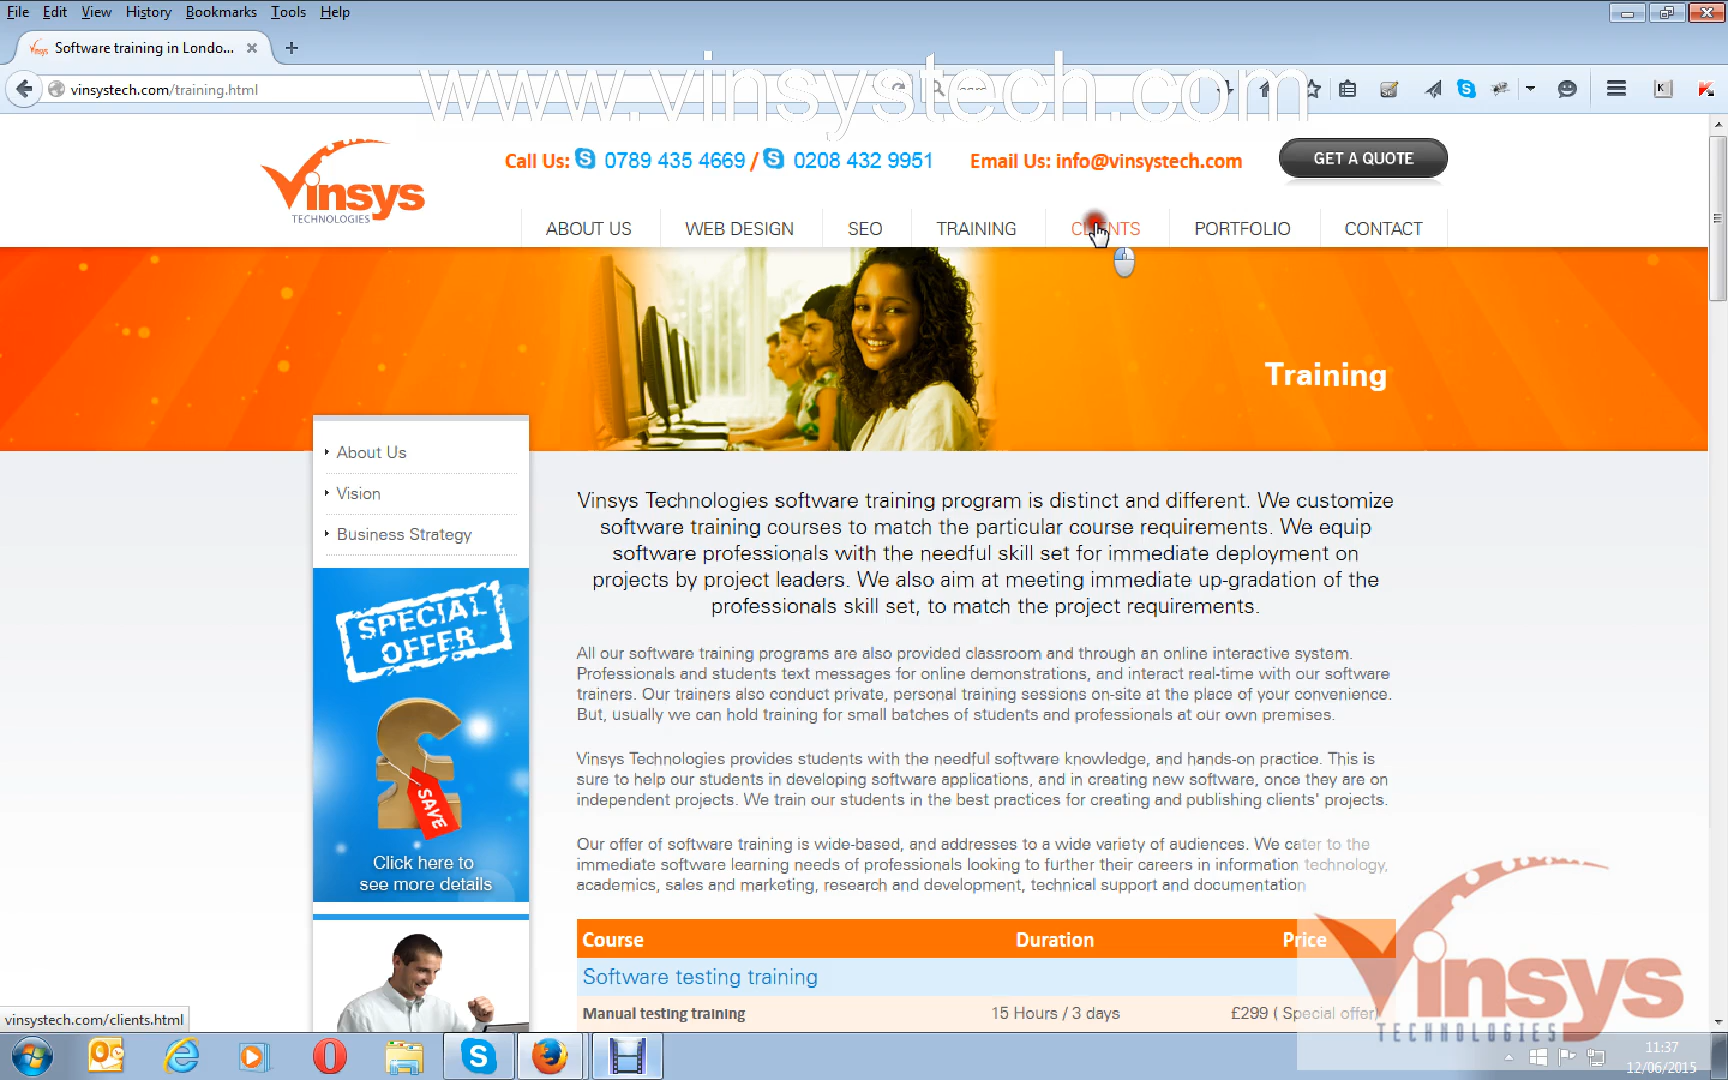 File Edit View History Bookmarks Tools Help
Software training in Londo...
vinsystech.com/training.html
www.vinsystech.com
Vinsys
TECHNOLOGIES
Call Us: 0789 435 4669 / 0208 432 9951 Email Us: info@vinsystech.com
GET A QUOTE
ABOUT US WEB DESIGN SEO TRAINING CLIENTS PORTFOLIO CONTACT
Training
About Us
Vision
Business Strategy
SPECIAL
OFFER
SAVE
Click here to
see more details
Vinsys Technologies software training program is distinct and different. We customize
software training courses to match the particular course requirements. We equip
software professionals with the needful skill set for immediate deployment on
projects by project leaders. We also aim at meeting immediate up-gradation of the
professionals skill set, to match the project requirements.
All our software training programs are also provided classroom and through an online interactive system.
Professionals and students text messages for online demonstrations, and interact real-time with our software
trainers. Our trainers also conduct private, personal training sessions on-site at the place of your convenience.
But, usually we can hold training for small batches of students and professionals at our own premises.
Vinsys Technologies provides students with the needful software knowledge, and hands-on practice. This is
sure to help our students in developing software applications, and in creating new software, once they are on
independent projects. We train our students in the best practices for creating and publishing clients' projects.
Our offer of software training is wide-based, and addresses to a wide variety of audiences. We cater to the
immediate software learning needs of professionals looking to further their careers in information technology,
academics, sales and marketing, research and development, technical support and documentation
Course Duration Price
Software testing training
Manual testing training 15 Hours / 3 days £299 ( Special offer)
vinsystech.com/clients.html
Vinsys
TECHNOLOGIES
11:37
12/06/2015